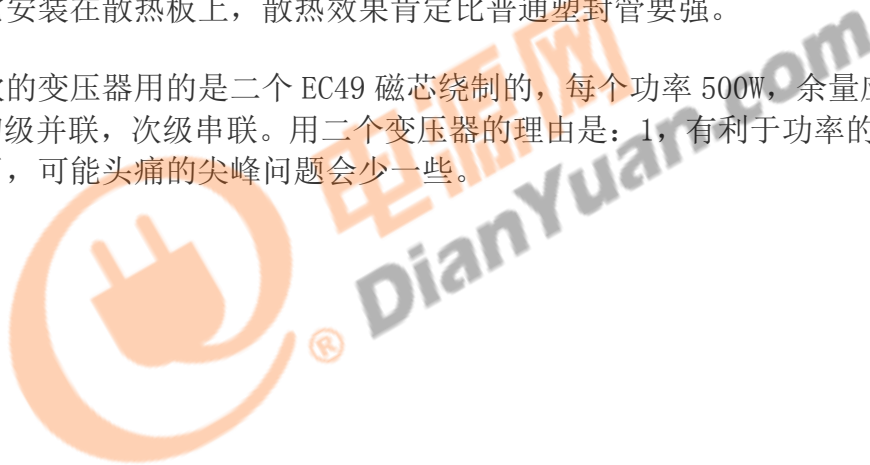 安装在散热板上，散热效果肯定比普通塑封管要强。
的变压器用的是二个 EC49 磁芯绕制的，每个功率 500W，余量
级并联，次级串联。用二个变压器的理由是：1，有利于功率的
，可能头痛的尖峰问题会少一些。
电源网
DianYuan.com
®